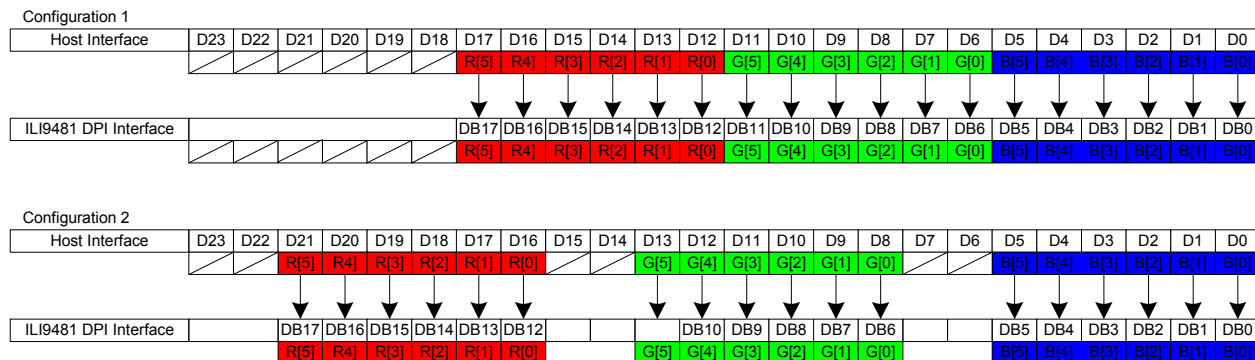 Configuration 1
Host Interface D23 D22 D21 D20 D19 D18 D17 D16 D15 D14 D13 D12 D11 D10 D9 D8 D7 D6 D5 D4 D3 D2 D1 D0
R[5] R4] R[3] R[2] R[1] R[0] G[5] G[4] G[3] G[2] G[1] G[0] B[5] B[4] B[3] B[2] B[1] B[0]
ILI9481 DPI Interface DB17 DB16 DB15 DB14 DB13 DB12 DB11 DB10 DB9 DB8 DB7 DB6 DB5 DB4 DB3 DB2 DB1 DB0
R[5] R4] R[3] R[2] R[1] R[0] G[5] G[4] G[3] G[2] G[1] G[0] B[5] B[4] B[3] B[2] B[1] B[0]
Configuration 2
Host Interface D23 D22 D21 D20 D19 D18 D17 D16 D15 D14 D13 D12 D11 D10 D9 D8 D7 D6 D5 D4 D3 D2 D1 D0
R[5] R4] R[3] R[2] R[1] R[0] G[5] G[4] G[3] G[2] G[1] G[0] B[5] B[4] B[3] B[2] B[1] B[0]
ILI9481 DPI Interface DB17 DB16 DB15 DB14 DB13 DB12 DB10 DB9 DB8 DB7 DB6 DB5 DB4 DB3 DB2 DB1 DB0
R[5] R4] R[3] R[2] R[1] R[0] G[5] G[4] G[3] G[2] G[1] G[0] B[5] B[4] B[3] B[2] B[1] B[0]